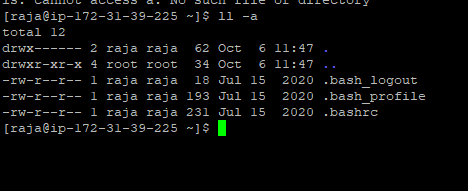 ls: cannot access a: No such file or directory
[raja@ip-172-31-39-225 ~]$ ll -a
total 12
drwx------ 2 raja raja  62 Oct  6 11:47 .
drwxr-xr-x 4 root root  34 Oct  6 11:47 ..
-rw-r--r-- 1 raja raja  18 Jul 15  2020 .bash_logout
-rw-r--r-- 1 raja raja 193 Jul 15  2020 .bash_profile
-rw-r--r-- 1 raja raja 231 Jul 15  2020 .bashrc
[raja@ip-172-31-39-225 ~]$